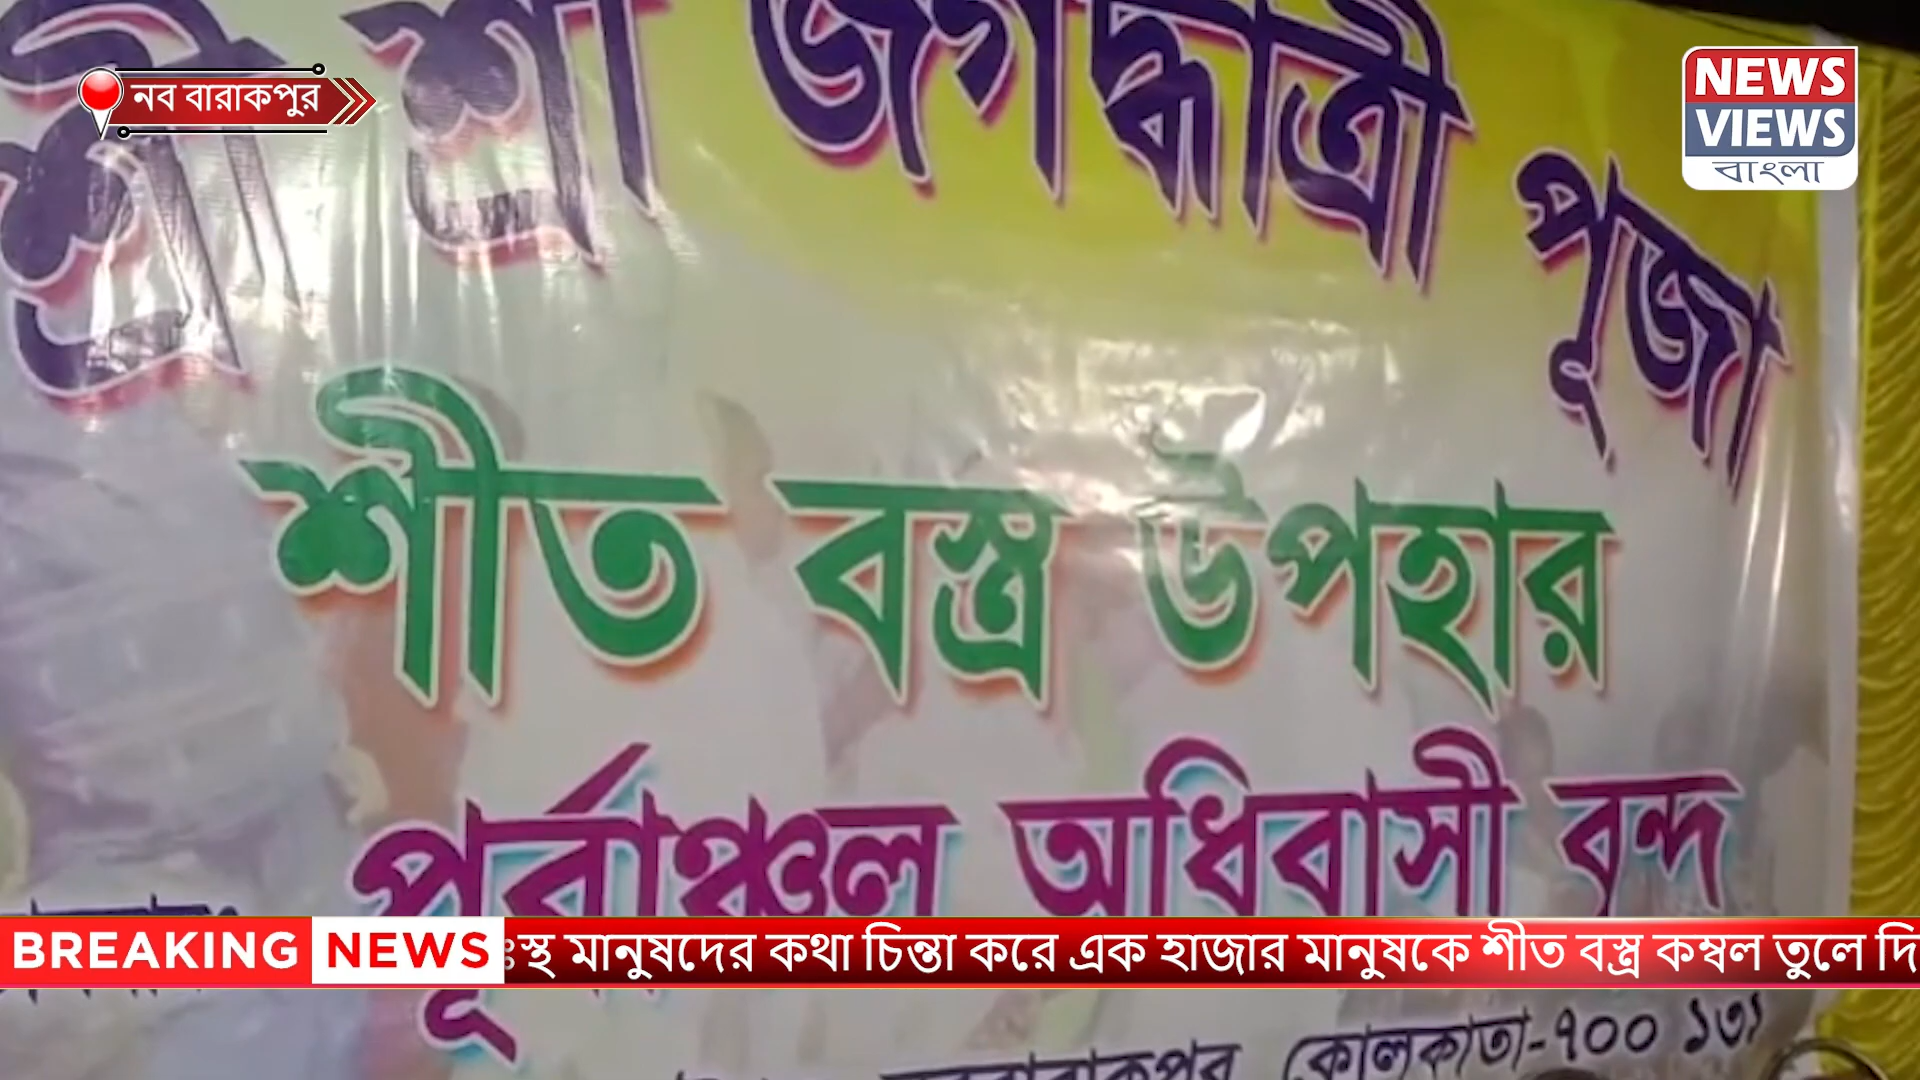 নব বারাকপুর
NEWS
VIEWS
বাংলা
শ্রী শ্রী জগদ্ধাত্রী পূজা
শীত বস্ত্র উপহার
পূর্বাঞ্চল অধিবাসী বৃন্দ
BREAKING NEWS মানুষদের কথা চিন্তা করে এক হাজার মানুষকে শীত বস্ত্র কম্বল তুলে দি
কোলকাতা-৭০০ ১৩১